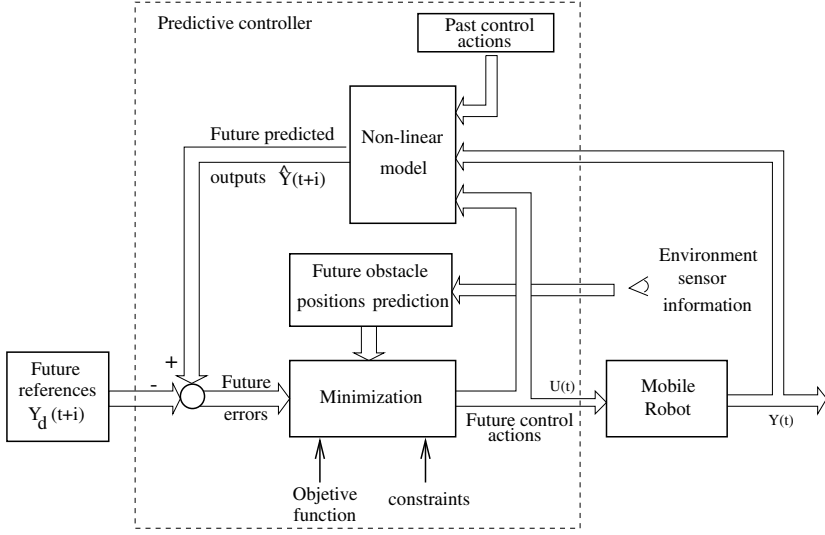 Predictive controller
Past control
actions
Non-linear
model
Future predicted
outputs Ŷ(t+i)
Future obstacle
positions prediction
Environment
sensor
information
+
-
Future
references
Y_d (t+i)
Future
errors
Minimization
U(t)
Future control
actions
Mobile
Robot
Y(t)
Objetive
function
constraints